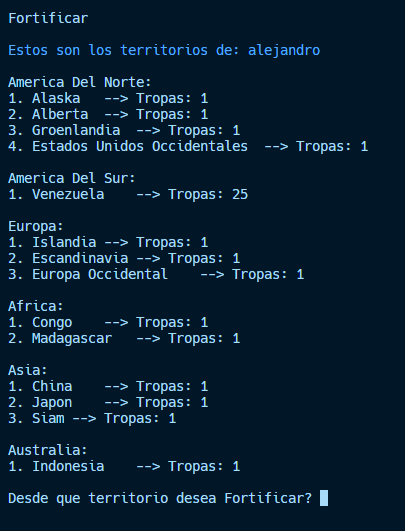 Fortificar
Estos son los territorios de: alejandro
America Del Norte:
1. Alaska --> Tropas: 1
2. Alberta --> Tropas: 1
3. Groenlandia --> Tropas: 1
4. Estados Unidos Occidentales --> Tropas: 1
America Del Sur:
1. Venezuela --> Tropas: 25
Europa:
1. Islandia --> Tropas: 1
2. Escandinavia --> Tropas: 1
3. Europa Occidental --> Tropas: 1
Africa:
1. Congo --> Tropas: 1
2. Madagascar --> Tropas: 1
Asia:
1. China --> Tropas: 1
2. Japon --> Tropas: 1
3. Siam --> Tropas: 1
Australia:
1. Indonesia --> Tropas: 1
Desde que territorio desea Fortificar?